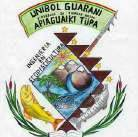 UNIBOL GUARANI
APIAGUAIKI TÜPA
INGENIERIA
EN
ECOPISCICULTURA